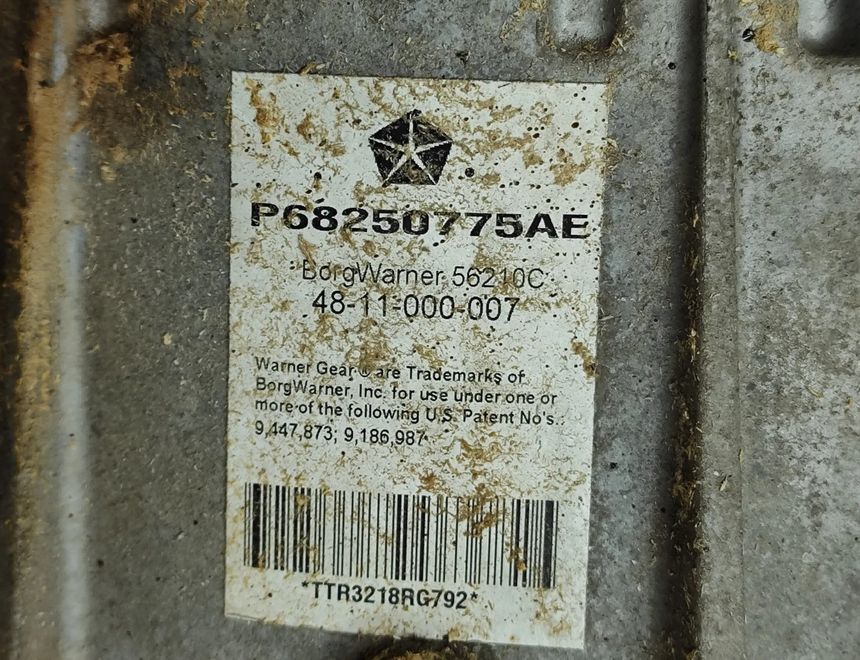 P68250775AE
BorgWarner 56210C
48-11-000-007
Warner Gear ® are Trademarks of
BorgWarner, Inc. for use under one or
more of the following U.S. Patent No's.:
9,447,873; 9,186,987
*TTR3218RG792*